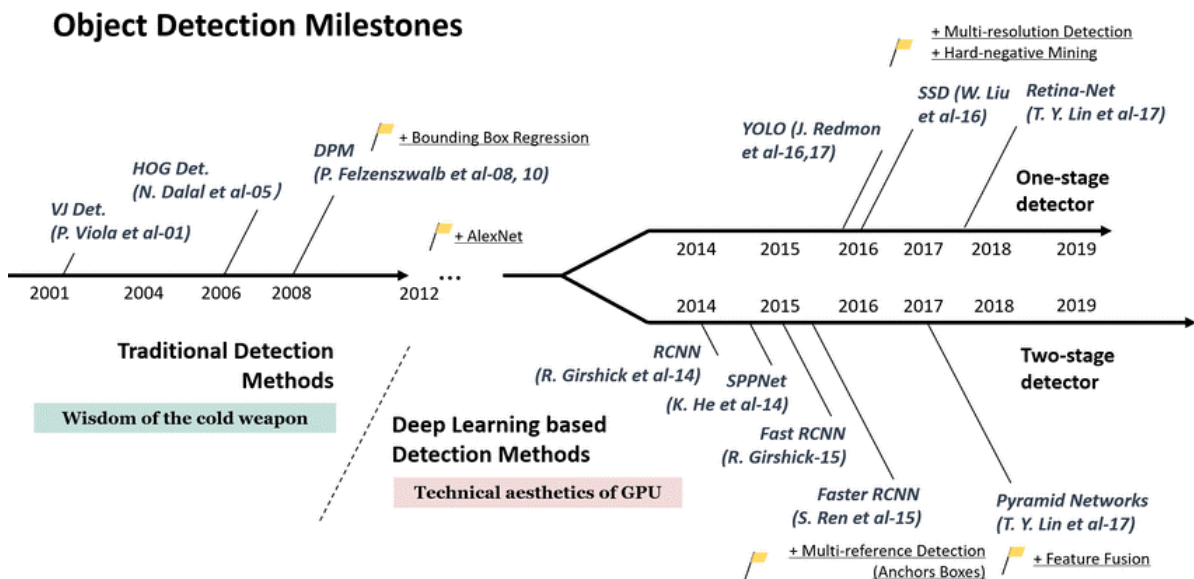 Object Detection Milestones
+ Multi-resolution Detection
+ Hard-negative Mining
SSD (W. Liu
et al-16)
Retina-Net
(T. Y. Lin et al-17)
YOLO (J. Redmon
et al-16,17)
+ Bounding Box Regression
DPM
(P. Felzenszwalb et al-08, 10)
HOG Det.
(N. Dalal et al-05)
VJ Det.
(P. Viola et al-01)
One-stage
detector
+ AlexNet
2014 2015 2016 2017 2018 2019
...
2001 2004 2006 2008 2012
2014 2015 2016 2017 2018 2019
Traditional Detection
Methods
Wisdom of the cold weapon
RCNN
(R. Girshick et al-14)
SPPNet
(K. He et al-14)
Two-stage
detector
Deep Learning based
Detection Methods
Technical aesthetics of GPU
Fast RCNN
(R. Girshick-15)
Faster RCNN
(S. Ren et al-15)
Pyramid Networks
(T. Y. Lin et al-17)
+ Multi-reference Detection
(Anchors Boxes)
+ Feature Fusion